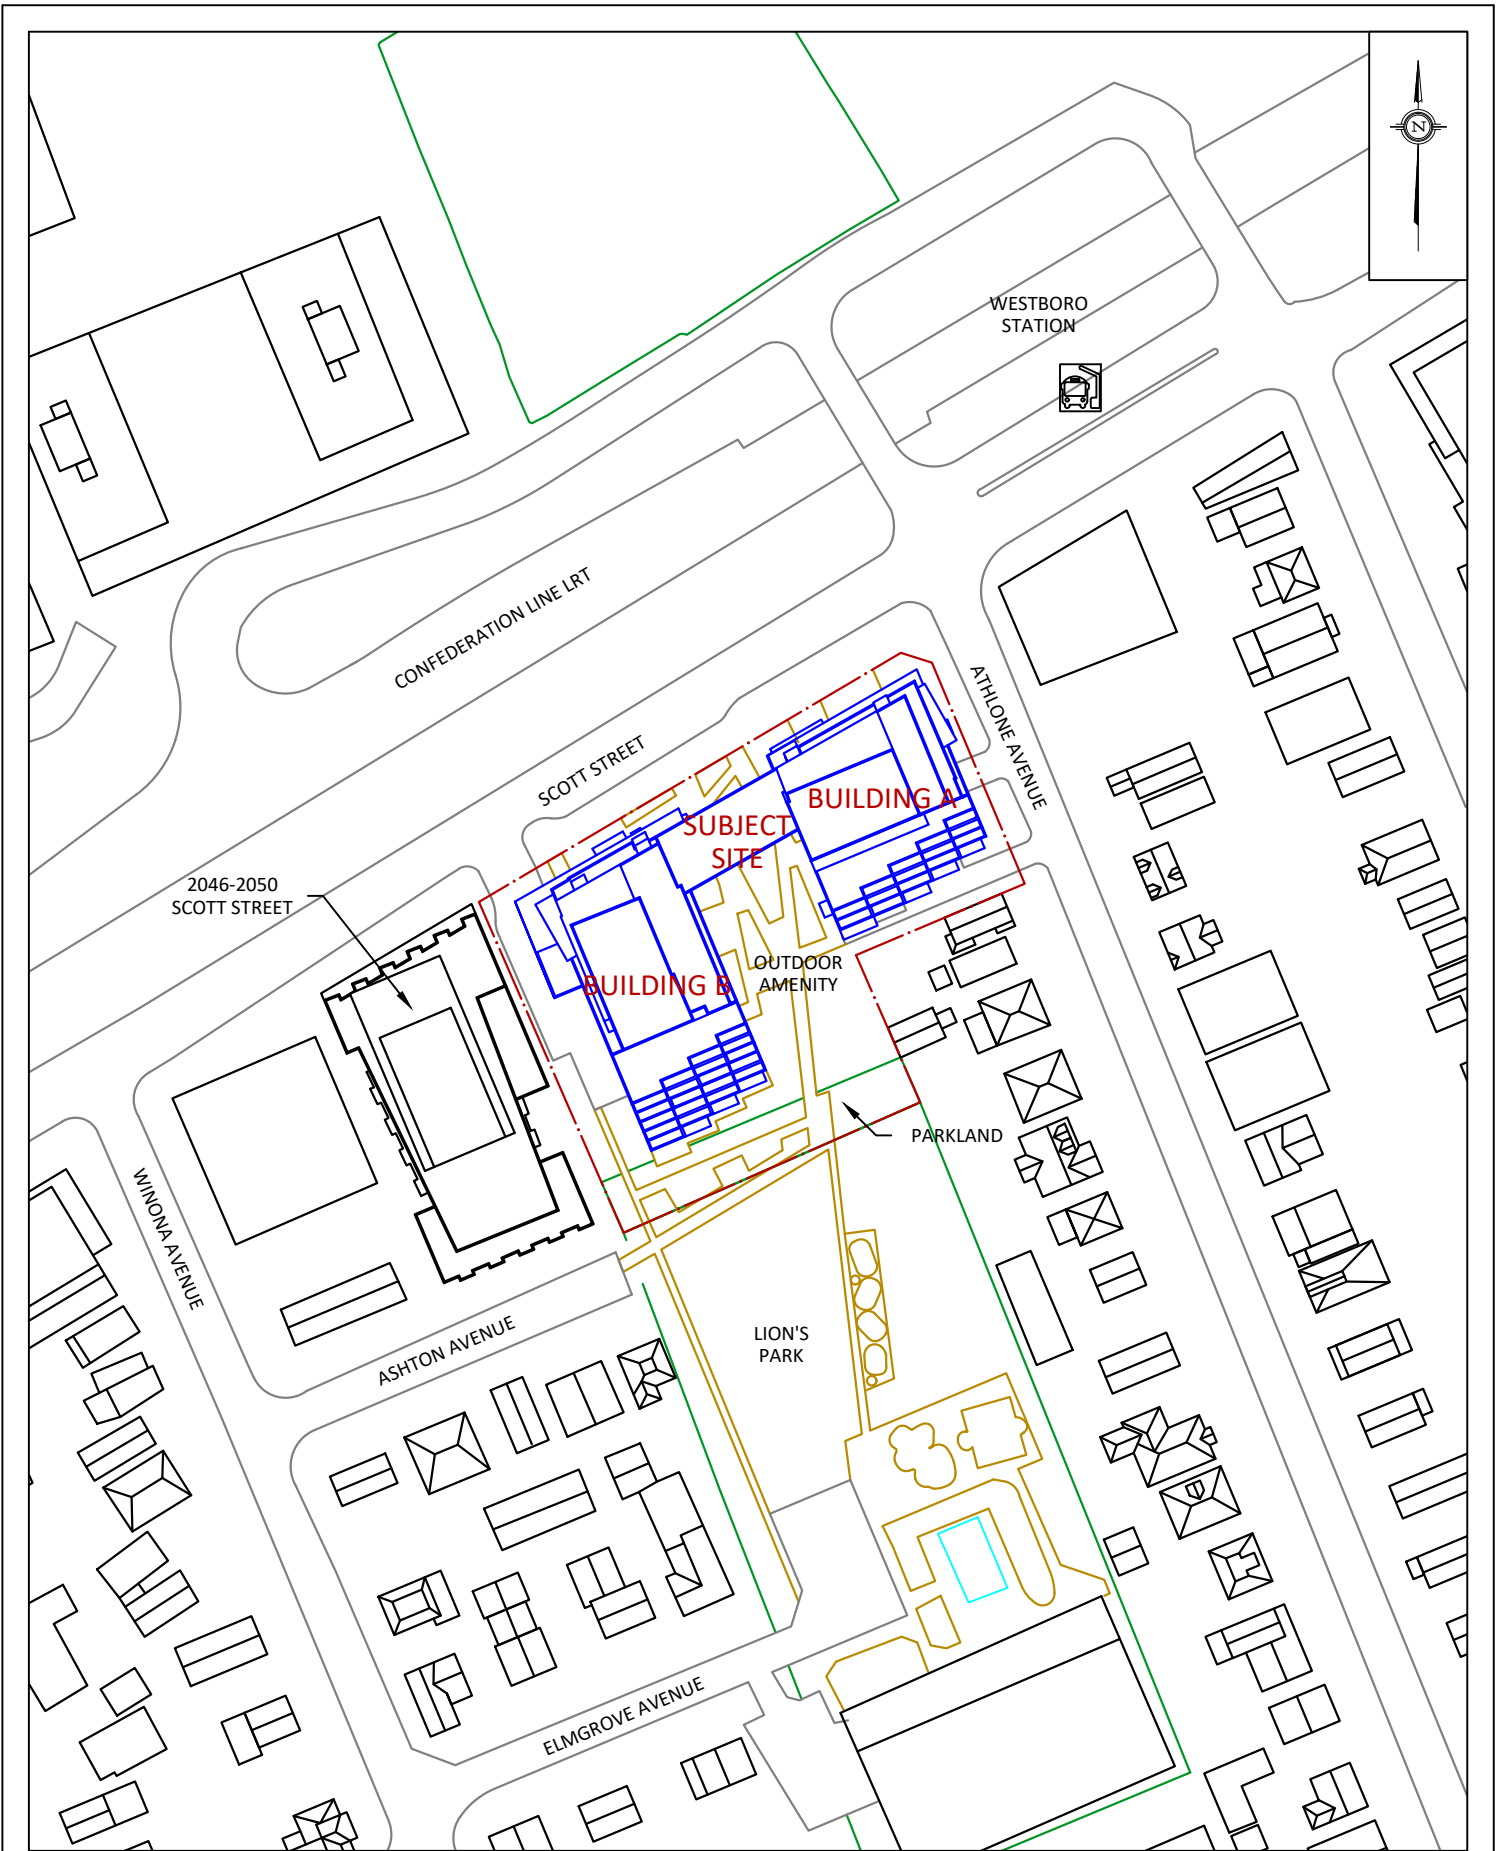 N
WESTBORO
STATION
CONFEDERATION LINE LRT
SCOTT STREET
ATHLONE AVENUE
BUILDING A
SUBJECT
SITE
2046-2050
SCOTT STREET
OUTDOOR
AMENITY
BUILDING B
PARKLAND
WINONA AVENUE
LION'S
PARK
ASHTON AVENUE
ELMGROVE AVENUE